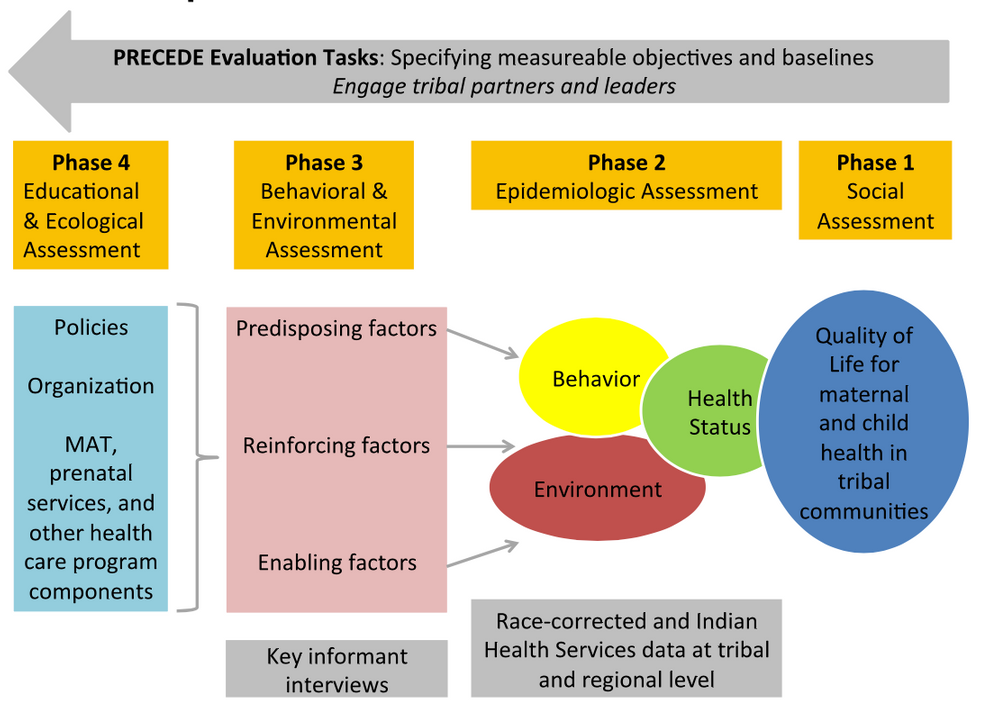 PRECEDE Evaluation Tasks: Specifying measureable objectives and baselines
Engage tribal partners and leaders
Phase 4
Educational
& Ecological
Assessment
Phase 3
Behavioral &
Environmental
Assessment
Phase 2
Epidemiologic Assessment
Phase 1
Social
Assessment
Policies
Organization
MAT,
prenatal
services, and
other health
care program
components
Predisposing factors
Reinforcing factors
Enabling factors
Behavior
Environment
Health
Status
Quality of
Life for
maternal
and child
health in
tribal
communities
Key informant
interviews
Race-corrected and Indian
Health Services data at tribal
and regional level